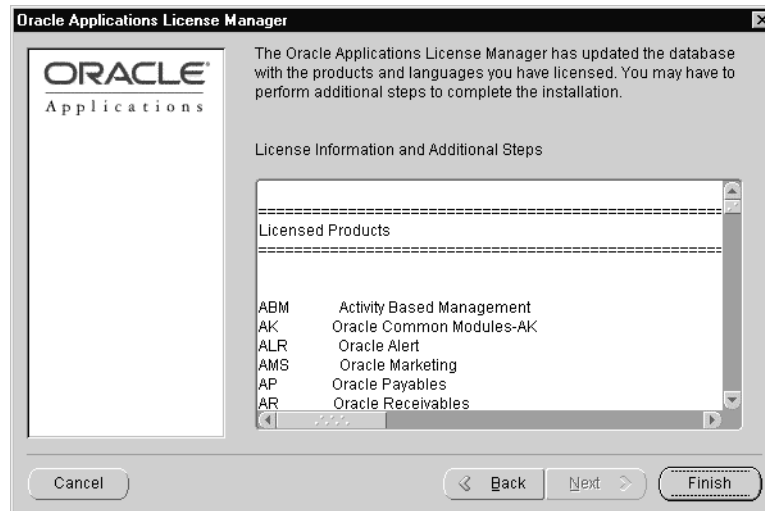 Oracle Applications License Manager
ORACLE
Applications
The Oracle Applications License Manager has updated the database
with the products and languages you have licensed. You may have to
perform additional steps to complete the installation.
License Information and Additional Steps
=====================================================
Licensed Products
=====================================================
ABM Activity Based Management
AK Oracle Common Modules-AK
ALR Oracle Alert
AMS Oracle Marketing
AP Oracle Payables
AR Oracle Receivables
Cancel
Back
Next
Finish